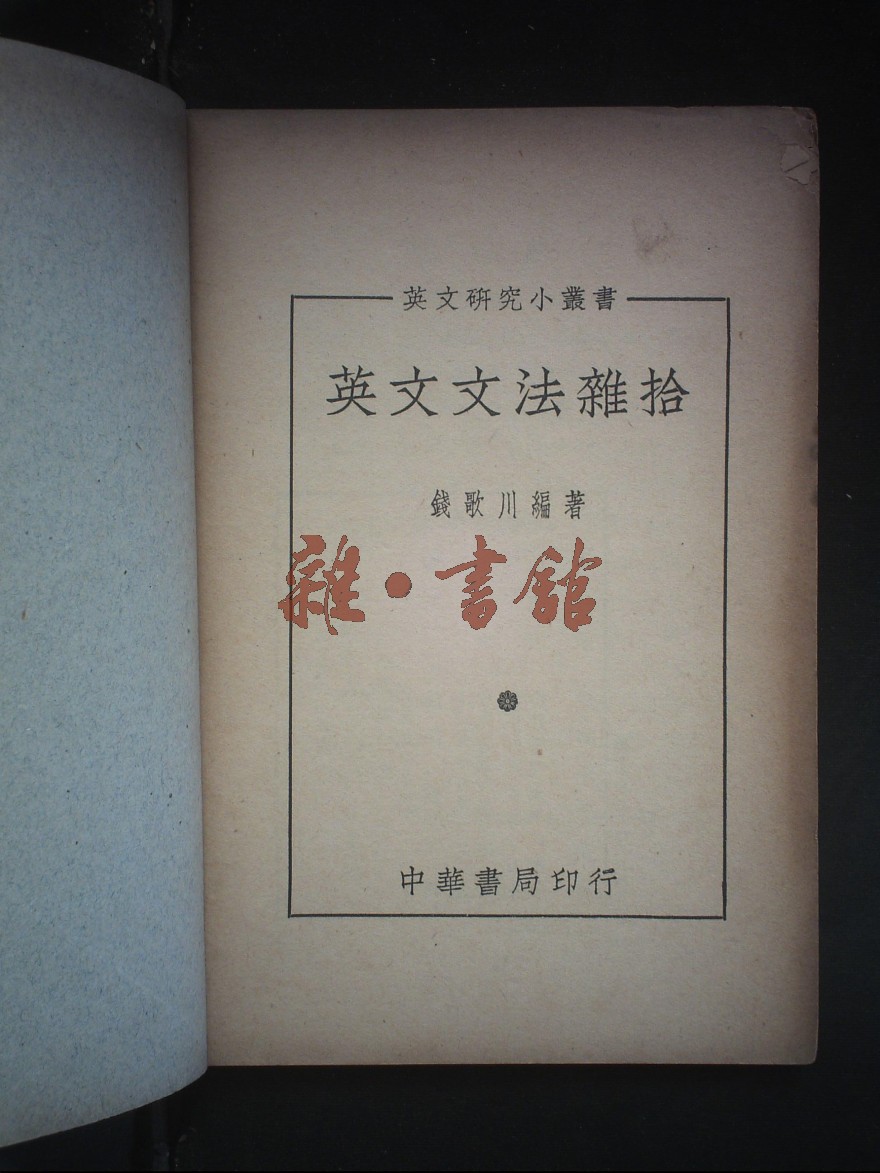 英文研究小叢書
英文文法雜拾
錢歌川編著
雜·書館
中華書局印行